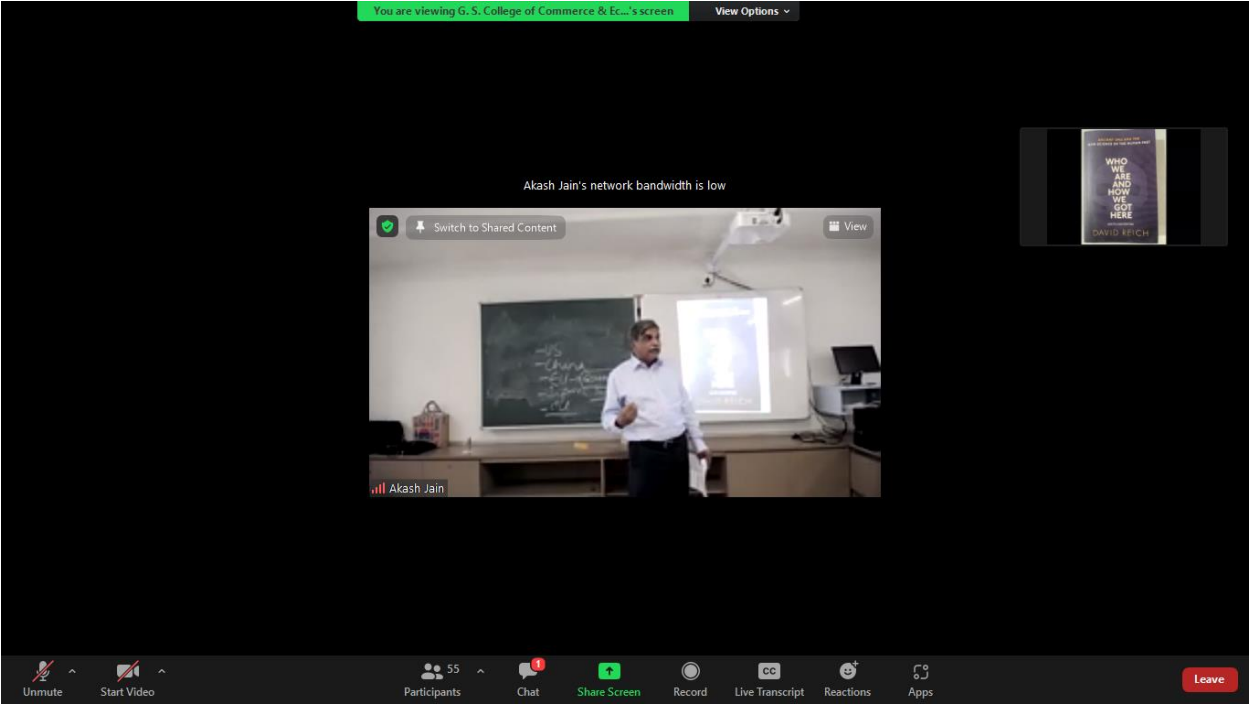 You are viewing G. S. College of Commerce & Ec...'s screen
View Options
Akash Jain's network bandwidth is low
Switch to Shared Content
View
WHO
WE
ARE
AND
HOW
WE
GOT
HERE
DAVID REICH
-US
-China
DAVID REICH
Akash Jain
Unmute
Start Video
55
Participants
1
Chat
Share Screen
Record
CC
Live Transcript
Reactions
Apps
Leave